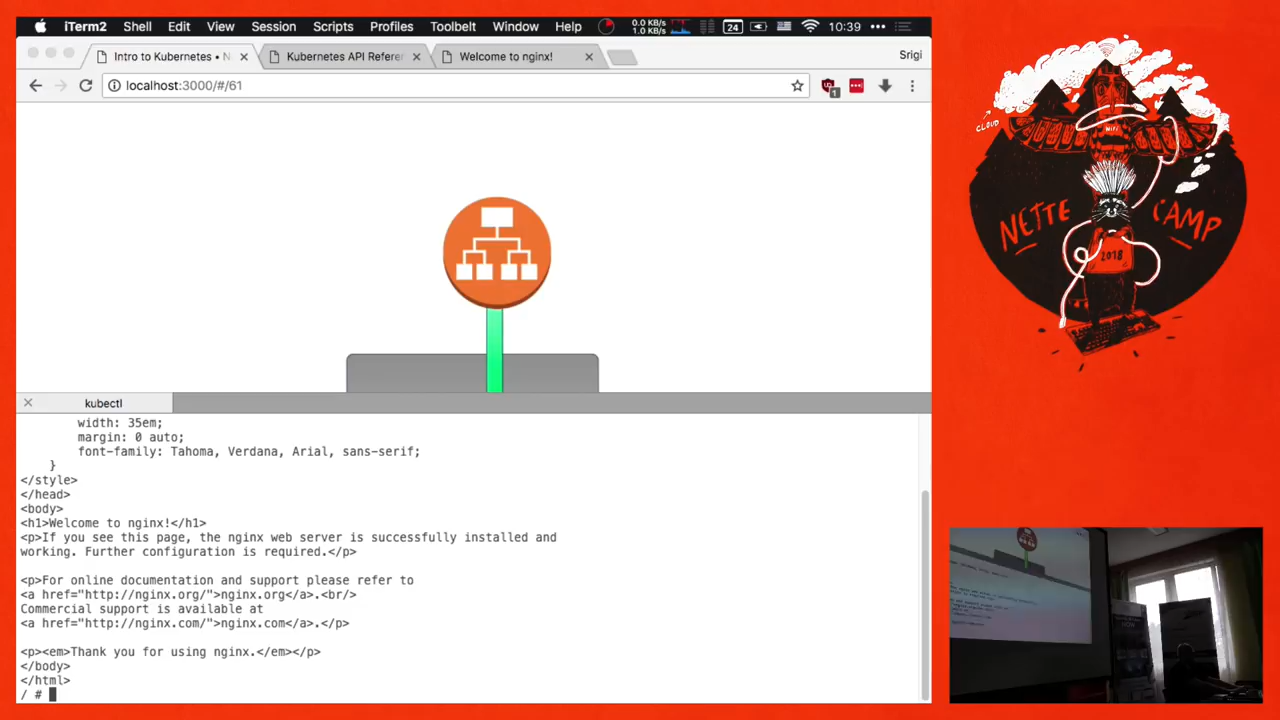 iTerm2 Shell Edit View Session Scripts Profiles Toolbelt Window Help 0.0 KB/s 1.0 KB/s 24 10:39
Intro to Kubernetes • N Kubernetes API Referen Welcome to nginx! Srigi
localhost:3000/#/61 1
CLOUD
WiFi
NETTE CAMP
2018
kubectl
width: 35em;
margin: 0 auto;
font-family: Tahoma, Verdana, Arial, sans-serif;
}
</style>
</head>
<body>
<h1>Welcome to nginx!</h1>
<p>If you see this page, the nginx web server is successfully installed and
working. Further configuration is required.</p>
<p>For online documentation and support please refer to
<a href="http://nginx.org/">nginx.org</a>.<br/>
Commercial support is available at
<a href="http://nginx.com/">nginx.com</a>.</p>
<p><em>Thank you for using nginx.</em></p>
</body>
</html>
/ #